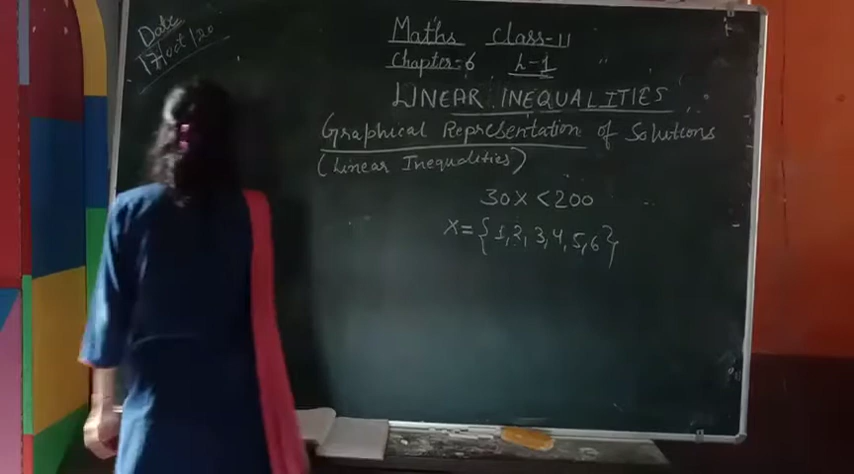 Date
17/oct/20
Maths Class-11
Chapter-6 L-1
LINEAR INEQUALITIES
Graphical Representation of Solutions
(Linear Inequalities)
30x < 200
x = {1, 2, 3, 4, 5, 6}